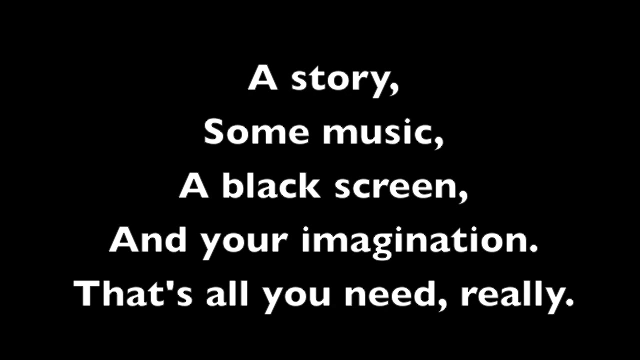 A story,
Some music,
A black screen,
And your imagination.
That's all you need, really.